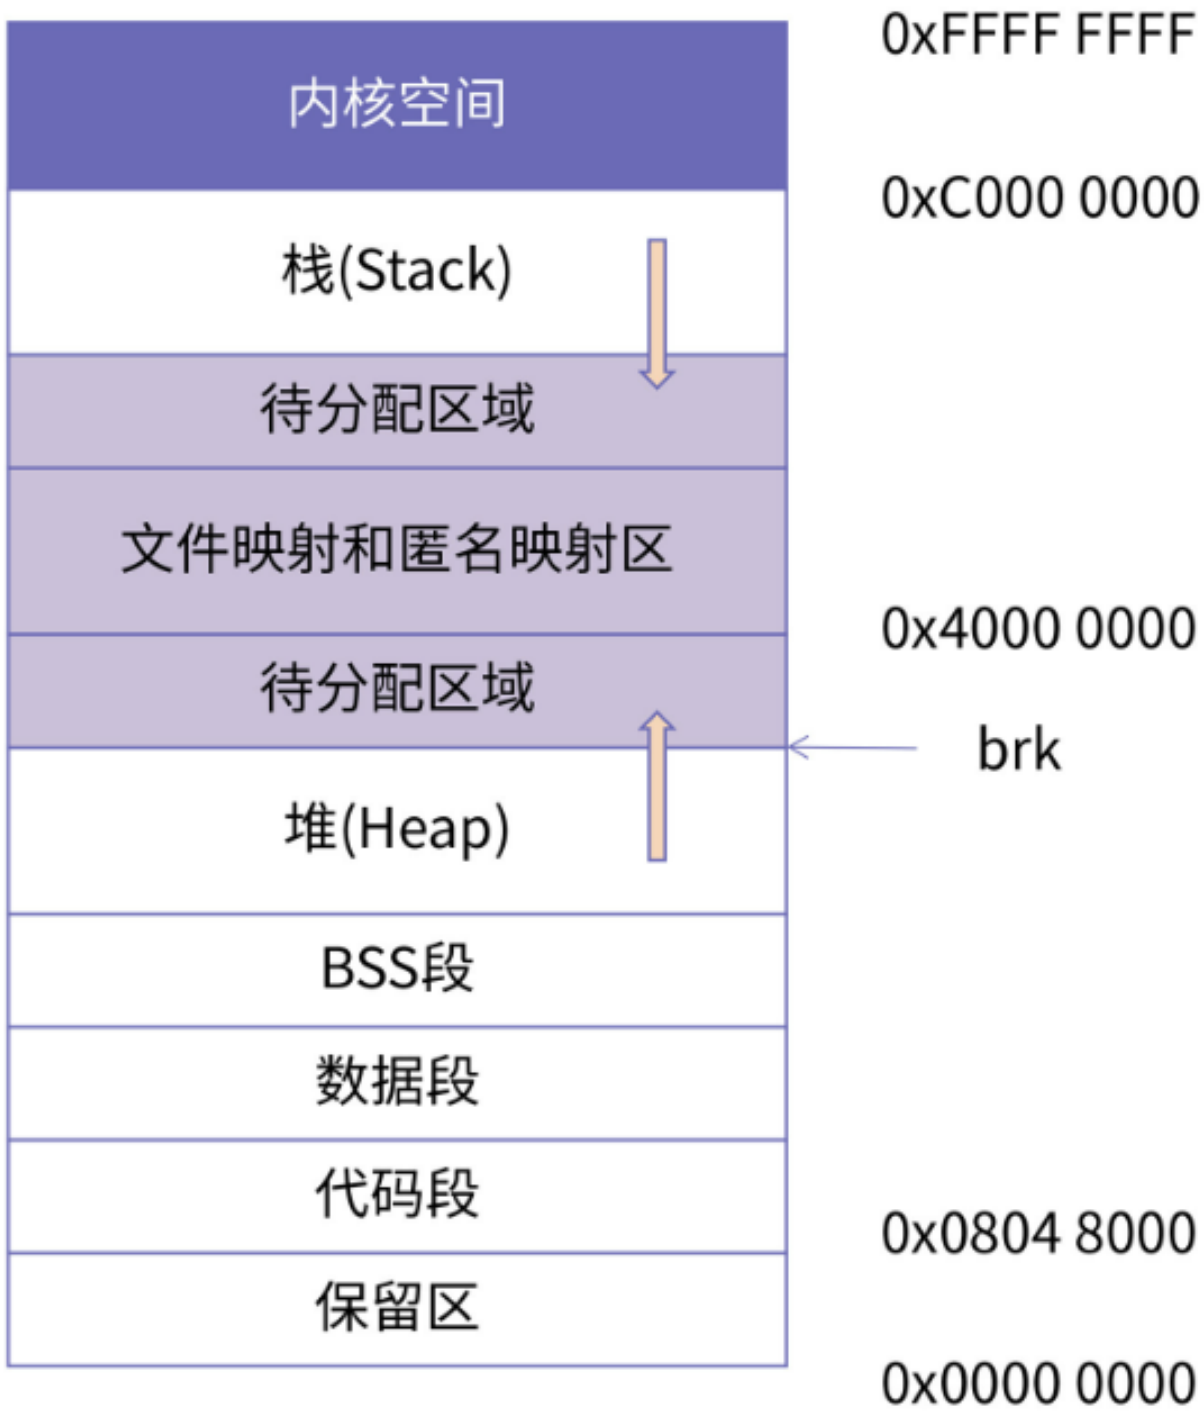 0xFFFF FFFF
内核空间
0xC000 0000
栈(Stack)
待分配区域
文件映射和匿名映射区
0x4000 0000
待分配区域
brk
堆(Heap)
BSS段
数据段
代码段
0x0804 8000
保留区
0x0000 0000